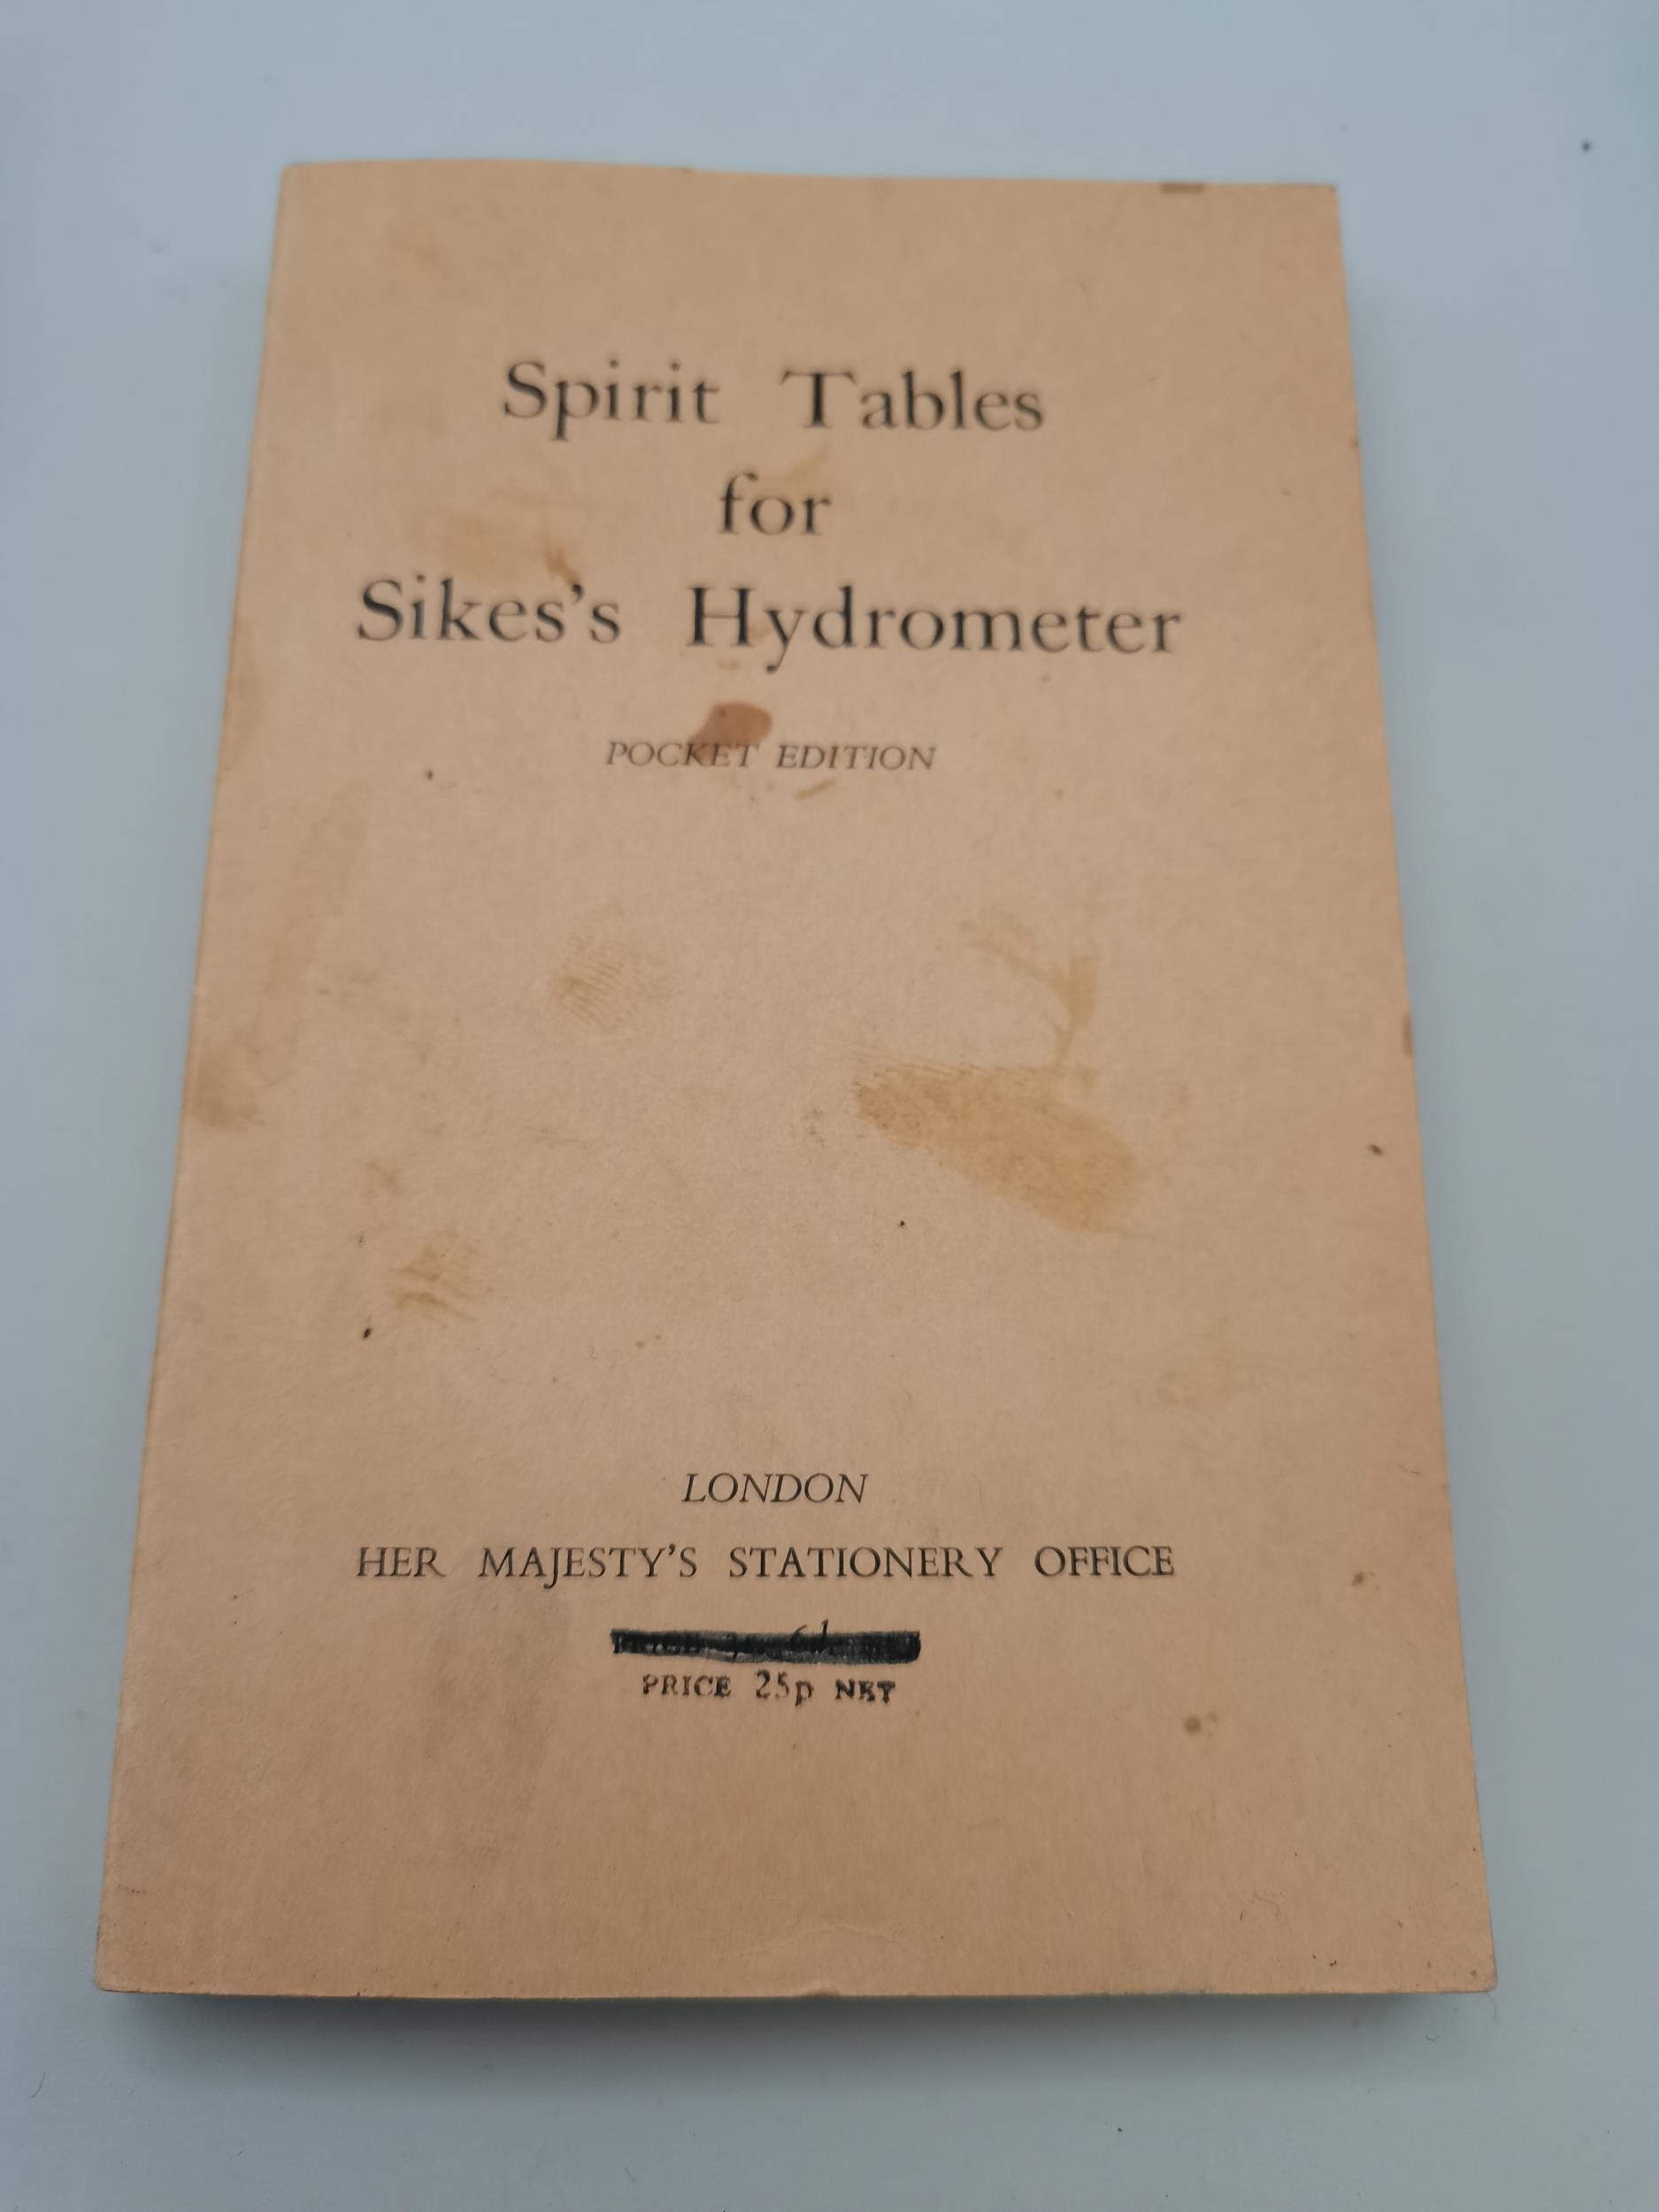 Spirit Tables
for
Sikes's Hydrometer
POCKET EDITION
LONDON
HER MAJESTY'S STATIONERY OFFICE
PRICE 25p NET